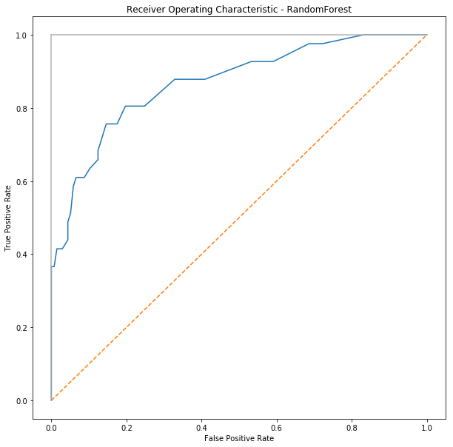 Receiver Operating Characteristic - RandomForest
1.0
0.8
0.6
0.4
0.2
0.0
True Positive Rate
0.0 0.2 0.4 0.6 0.8 1.0
False Positive Rate